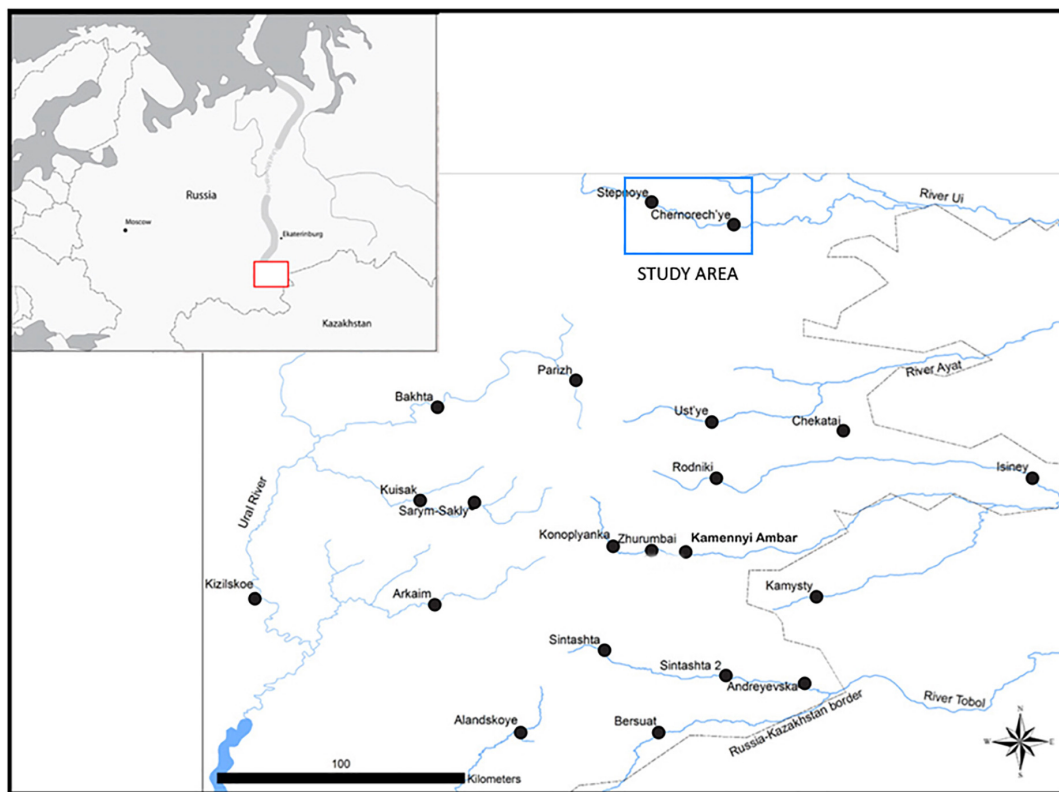 Russia
Moscow
Ekaterinburg
Kazakhstan
Stepnoye
Chernorech'ye
River Ui
STUDY AREA
Parizh
River Ayat
Bakhta
Ust'ye
Chekatai
Rodniki
Isiney
Kuisak
Sarym-Sakly
Ural River
Konoplyanka
Zhurumbai
Kamennyi Ambar
Kizilskoe
Arkaim
Kamysty
Sintashta
Sintashta 2
Andreyevska
River Tobol
Alandskoye
Bersuat
Russia-Kazakhstan border
N
W
E
S
100
Kilometers